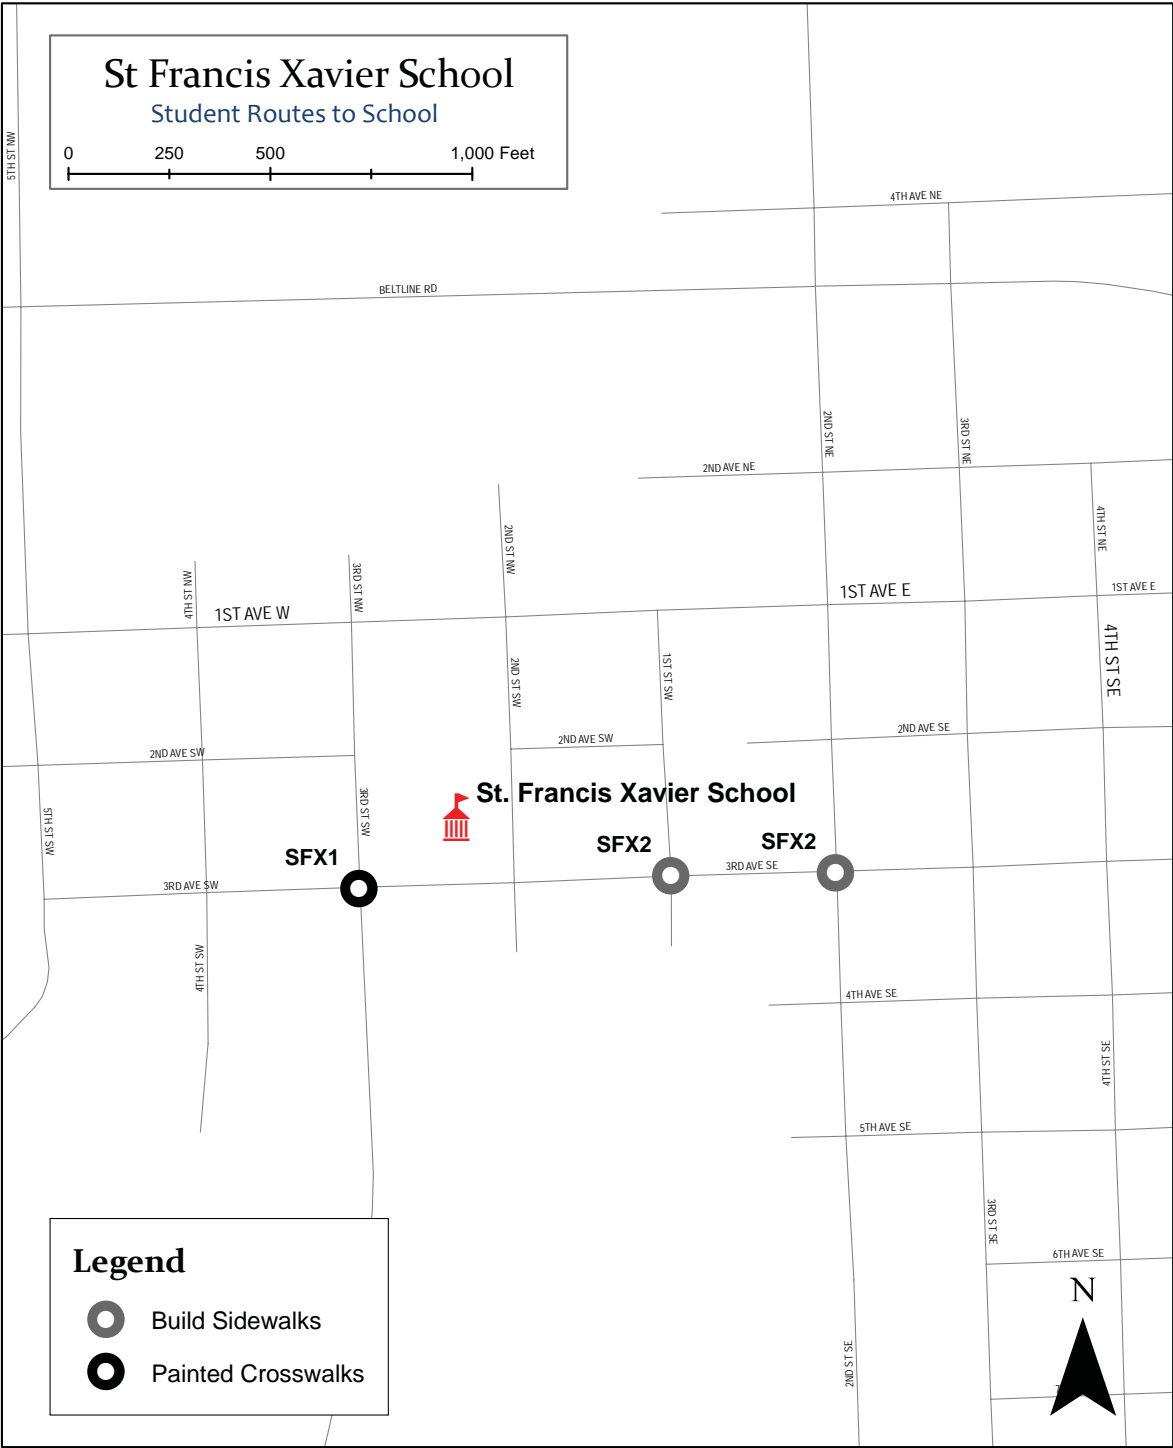 St Francis Xavier School
Student Routes to School
0 250 500 1,000 Feet
5TH ST NW
4TH AVE NE
BELTLINE RD
2ND ST NE
3RD ST NE
2ND AVE NE
4TH ST NE
2ND ST NW
3RD ST NW
4TH ST NW
1ST AVE W
1ST AVE E
1ST AVE E
4TH ST SE
2ND ST SW
1ST ST SW
2ND AVE SE
2ND AVE SW
2ND AVE SW
St. Francis Xavier School
3RD ST SW
5TH ST SW
SFX1
SFX2
SFX2
3RD AVE SE
3RD AVE SW
4TH ST SW
4TH AVE SE
4TH ST SE
5TH AVE SE
3RD ST SE
6TH AVE SE
2ND ST SE
N
Legend
Build Sidewalks
Painted Crosswalks